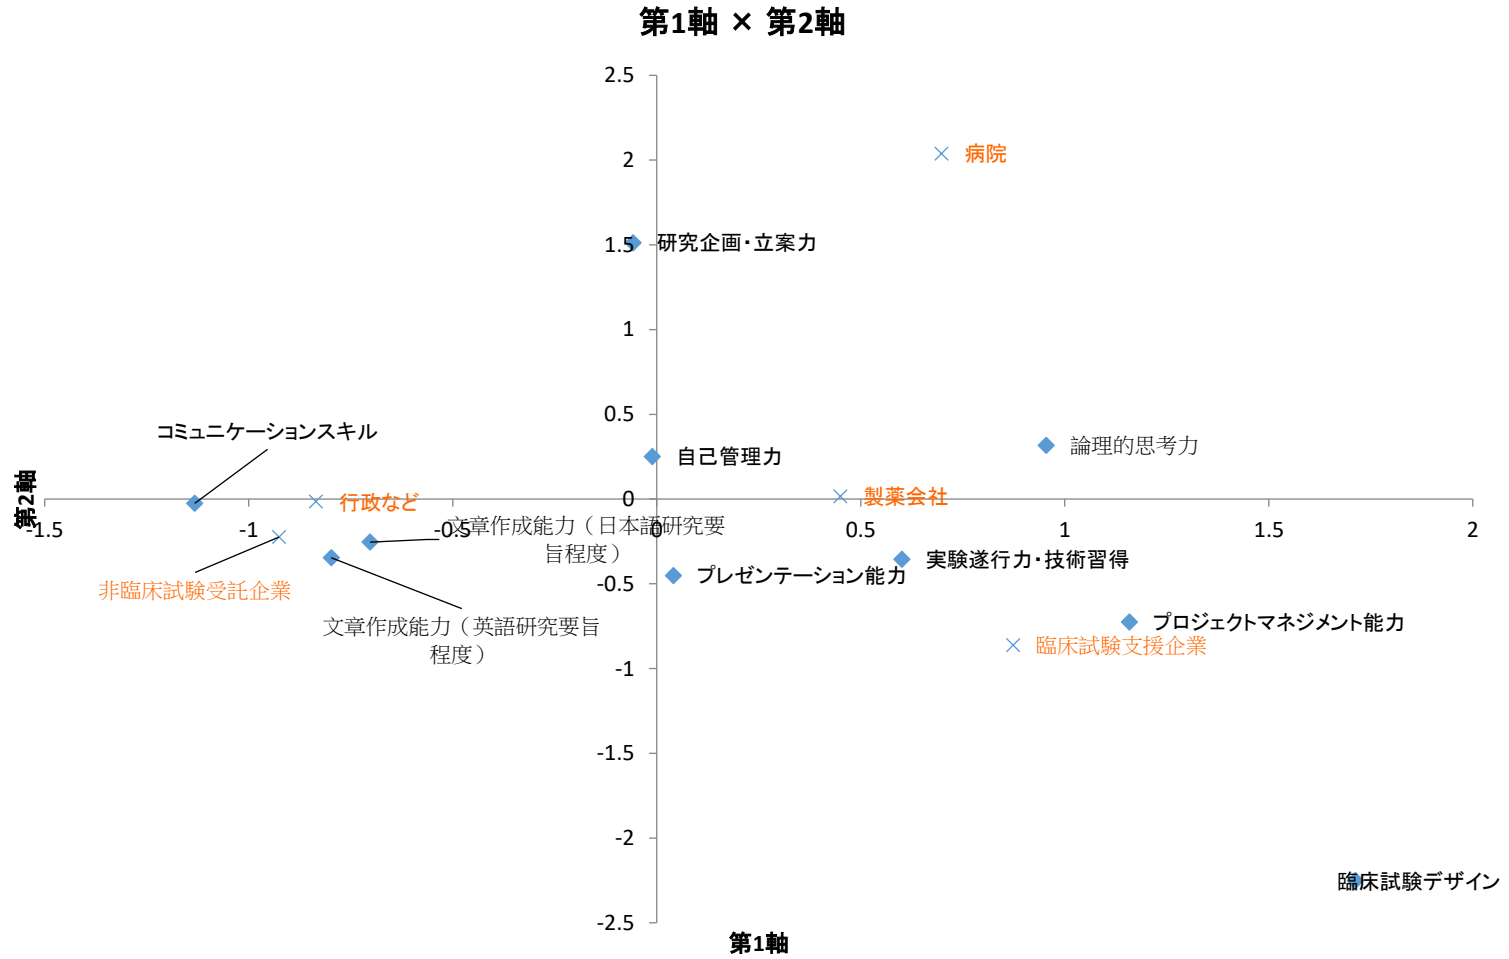 第1軸 × 第2軸
2.5
病院
2
1.5
研究企画・立案力
1
0.5
コミュニケーションスキル
論理的思考力
自己管理力
第2軸
行政など
0
製薬会社
-1.5
-1
-0.5
0
0.5
1
1.5
2
文章作成能力（日本語研究要
旨程度）
実験遂行力・技術習得
プレゼンテーション能力
-0.5
非臨床試験受託企業
文章作成能力（英語研究要旨
程度）
プロジェクトマネジメント能力
臨床試験支援企業
-1
-1.5
-2
臨床試験デザイン
-2.5
第1軸